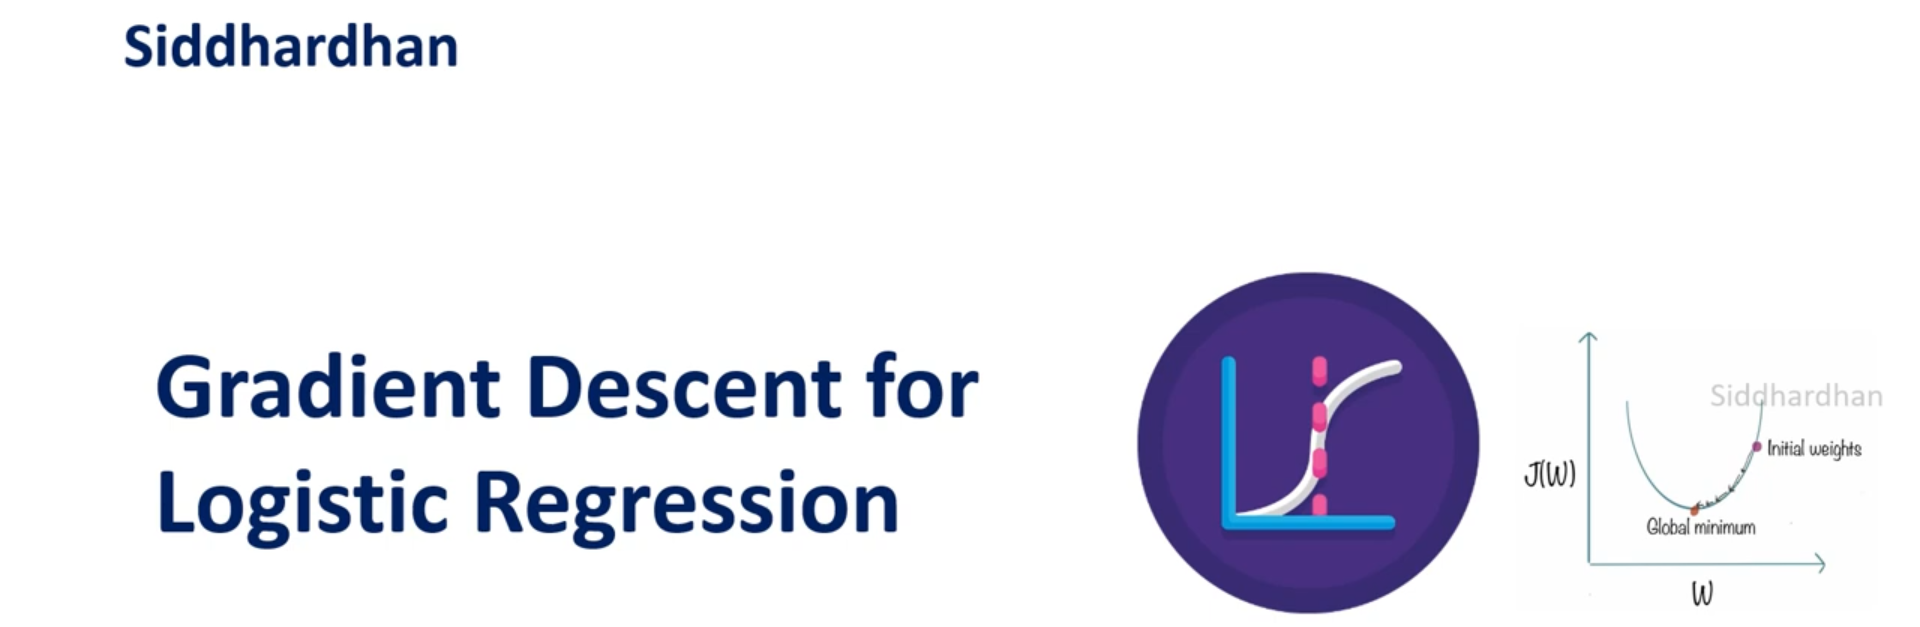 Siddhardhan
Gradient Descent for
Logistic Regression
Siddhardhan
Initial weights
J(W)
Global minimum
W